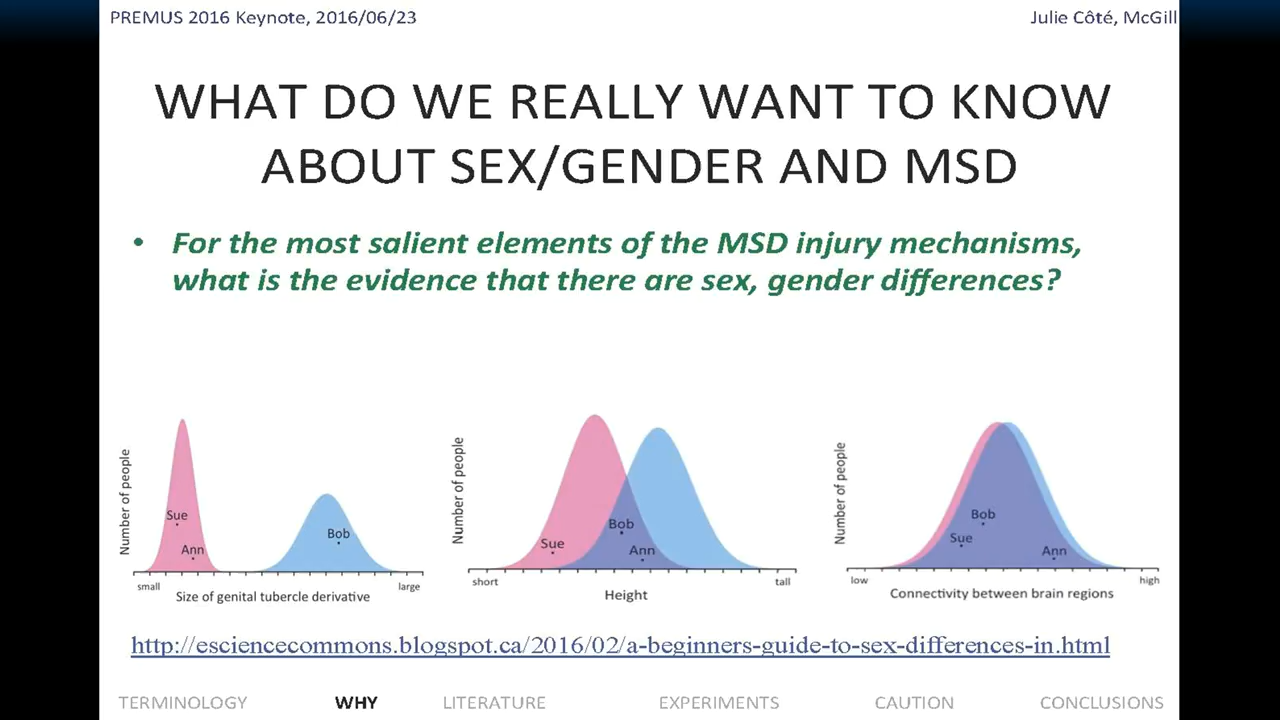 PREMUS 2016 Keynote, 2016/06/23
Julie Côté, McGill
WHAT DO WE REALLY WANT TO KNOW
ABOUT SEX/GENDER AND MSD
• For the most salient elements of the MSD injury mechanisms,
what is the evidence that there are sex, gender differences?
Number of people
Sue
Ann
Bob
small
large
Size of genital tubercle derivative
Number of people
Sue
Bob
Ann
short
tall
Height
Number of people
Bob
Sue
Ann
low
high
Connectivity between brain regions
http://esciencecommons.blogspot.ca/2016/02/a-beginners-guide-to-sex-differences-in.html
TERMINOLOGY WHY LITERATURE EXPERIMENTS CAUTION CONCLUSIONS